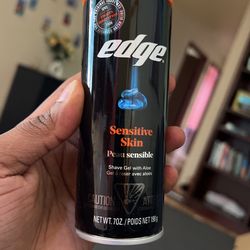 edge.
Sensitive
Skin
Peau sensible
Shave Gel with Aloe
Gel à raser avec aloès
CAUTION
NET WT. 7OZ. / POIDS NET 198 g